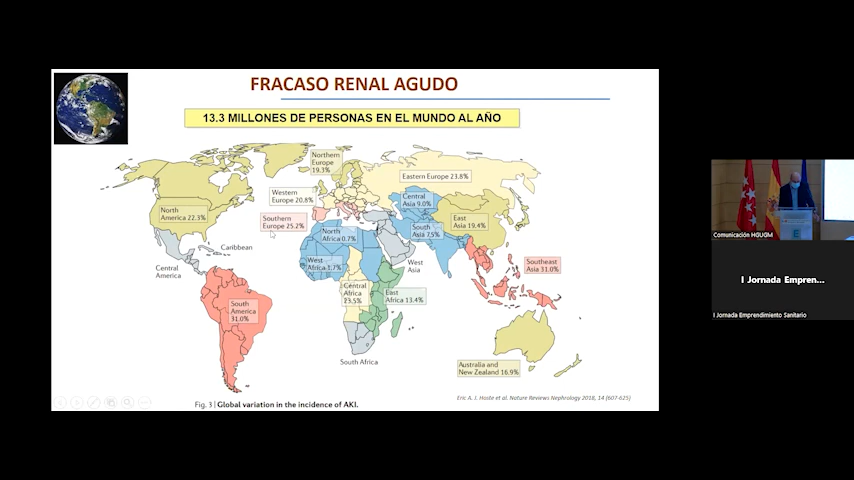 FRACASO RENAL AGUDO
13.3 MILLONES DE PERSONAS EN EL MUNDO AL AÑO
Northern
Europe
19.3%
Eastern Europe 23.8%
Western
Europe 20.8%
Central
Asia 9.0%
North
America 22.3%
Southern
Europe 25.2%
East
Asia 19.4%
North
Africa 0.7%
South
Asia 7.5%
Caribbean
West
Africa 1.7%
West
Asia
Southeast
Asia 31.0%
Central
America
Central
Africa
23.5%
East
Africa 13.4%
South
America
31.0%
South Africa
Australia and
New Zealand 16.9%
Eric A. J. Hoste et al. Nature Reviews Nephrology 2018, 14 (607-625)
Fig. 3 | Global variation in the incidence of AKI.
Comunicación HGUGM
I Jornada Empren...
I Jornada Emprendimiento Sanitario